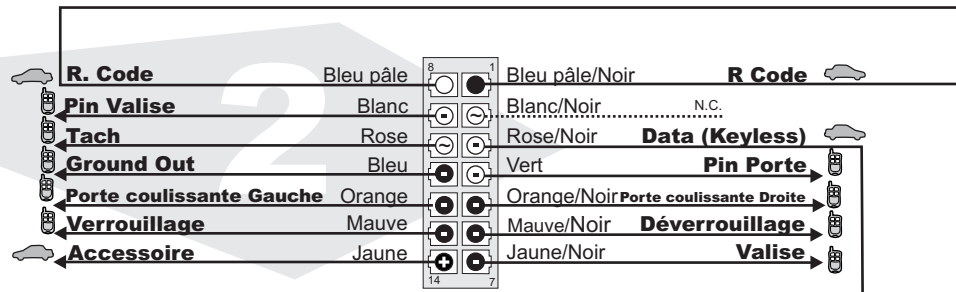 8 1
R. Code Bleu pâle Bleu pâle/Noir R Code
Pin Valise Blanc Blanc/Noir N.C.
Tach Rose Rose/Noir Data (Keyless)
Ground Out Bleu Vert Pin Porte
Porte coulissante Gauche Orange Orange/Noir Porte coulissante Droite
Verrouillage Mauve Mauve/Noir Déverrouillage
Accessoire Jaune Jaune/Noir Valise
14 7
2